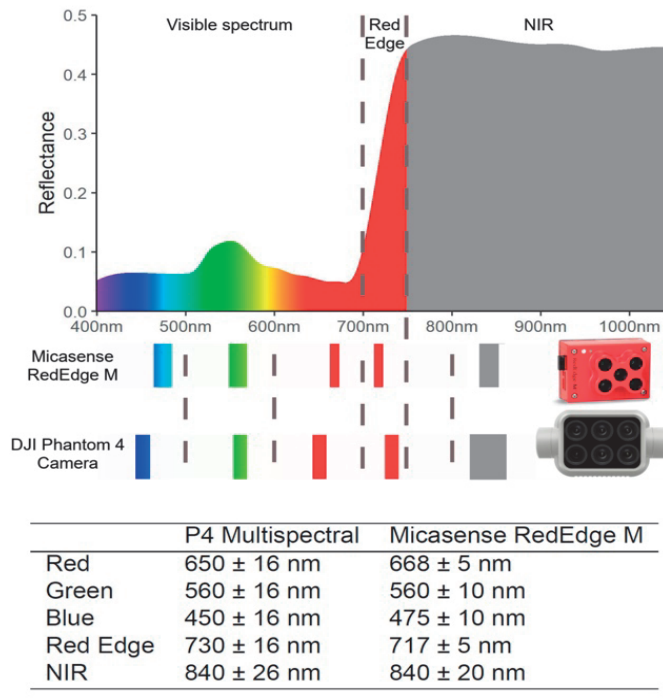 Visible spectrum
Red
Edge
NIR
Reflectance
0.5
0.4
0.3
0.2
0.1
0.0
400nm 500nm 600nm 700nm 800nm 900nm 1000nm
Micasense
RedEdge M
DJI Phantom 4
Camera
P4 Multispectral Micasense RedEdge M
Red 650 ± 16 nm 668 ± 5 nm
Green 560 ± 16 nm 560 ± 10 nm
Blue 450 ± 16 nm 475 ± 10 nm
Red Edge 730 ± 16 nm 717 ± 5 nm
NIR 840 ± 26 nm 840 ± 20 nm